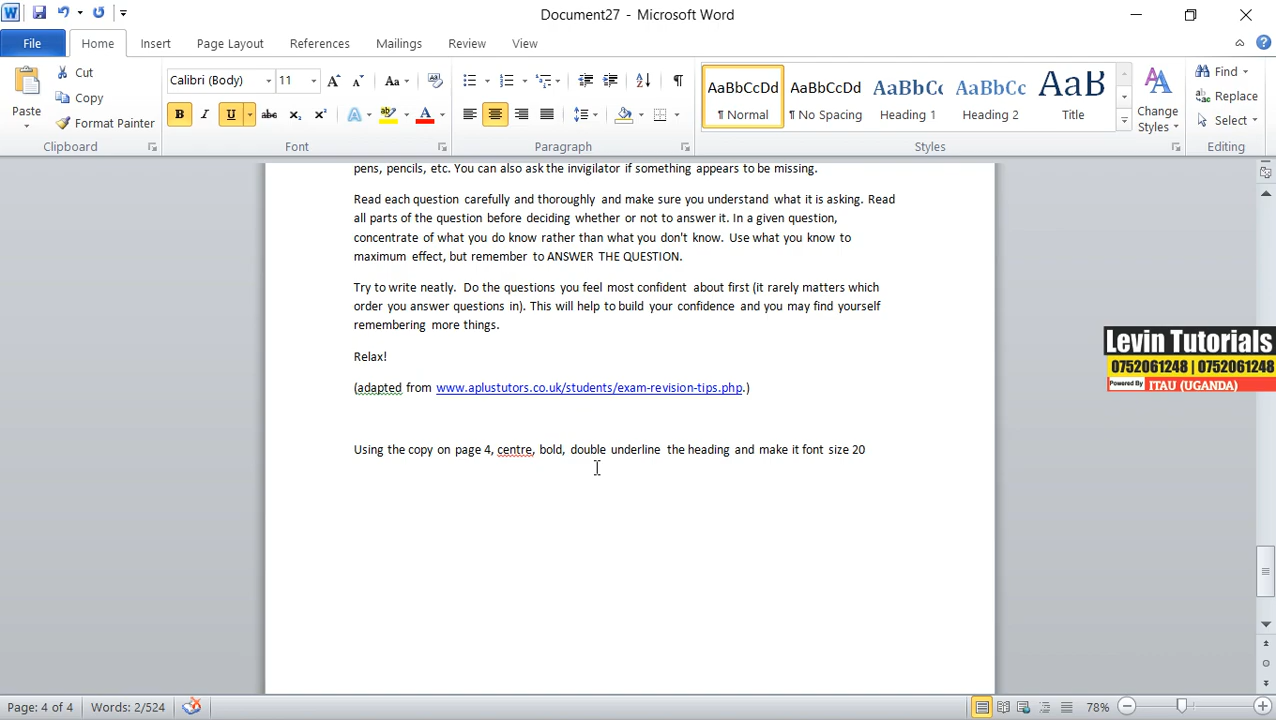 Document27 - Microsoft Word
File Home Insert Page Layout References Mailings Review View
Paste
Cut
Copy
Format Painter
Clipboard
Calibri (Body) 11
Font
Paragraph
AaBbCcDd AaBbCcDd AaBbCc AaBbCc AaB
¶ Normal ¶ No Spacing Heading 1 Heading 2 Title
Change Styles
Styles
Find
Replace
Select
Editing
pens, pencils, etc. You can also ask the invigilator if something appears to be missing.
Read each question carefully and thoroughly and make sure you understand what it is asking. Read
all parts of the question before deciding whether or not to answer it. In a given question,
concentrate of what you do know rather than what you don't know. Use what you know to
maximum effect, but remember to ANSWER THE QUESTION.
Try to write neatly. Do the questions you feel most confident about first (it rarely matters which
order you answer questions in). This will help to build your confidence and you may find yourself
remembering more things.
Relax!
(adapted from www.aplustutors.co.uk/students/exam-revision-tips.php.)
Using the copy on page 4, centre, bold, double underline the heading and make it font size 20
Levin Tutorials
0752061248 | 0752061248
Powered By ITAU (UGANDA)
Page: 4 of 4 Words: 2/524 78%